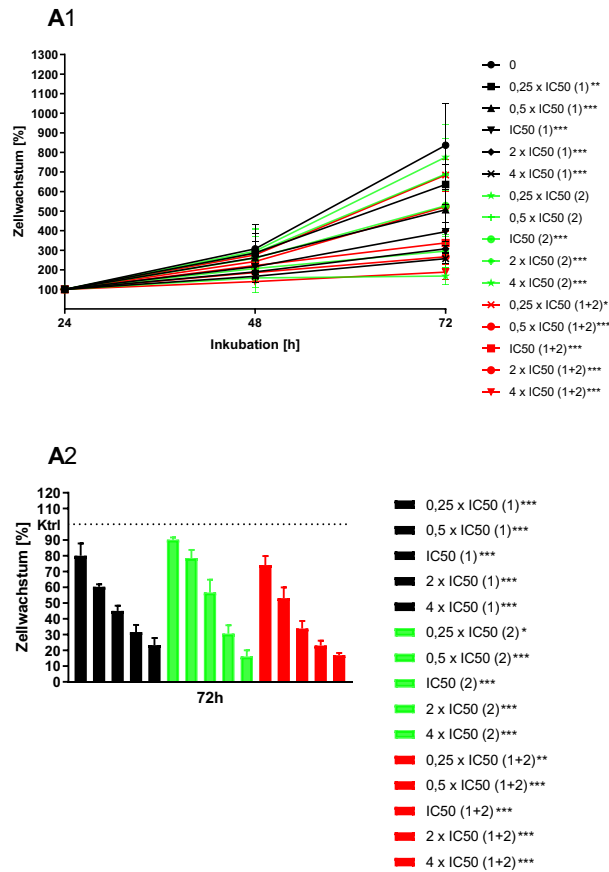 A1
Zellwachstum [%]
1300
1200
1100
1000
900
800
700
600
500
400
300
200
100
24
48
72
Inkubation [h]
0
0,25 x IC50 (1)**
0,5 x IC50 (1)***
IC50 (1)***
2 x IC50 (1)***
4 x IC50 (1)***
0,25 x IC50 (2)
0,5 x IC50 (2)
IC50 (2)***
2 x IC50 (2)***
4 x IC50 (2)***
0,25 x IC50 (1+2)*
0,5 x IC50 (1+2)***
IC50 (1+2)***
2 x IC50 (1+2)***
4 x IC50 (1+2)***
A2
Zellwachstum [%]
120
110
Ktrl
90
80
70
60
50
40
30
20
10
0
72h
0,25 x IC50 (1)***
0,5 x IC50 (1)***
IC50 (1)***
2 x IC50 (1)***
4 x IC50 (1)***
0,25 x IC50 (2)*
0,5 x IC50 (2)***
IC50 (2)***
2 x IC50 (2)***
4 x IC50 (2)***
0,25 x IC50 (1+2)**
0,5 x IC50 (1+2)***
IC50 (1+2)***
2 x IC50 (1+2)***
4 x IC50 (1+2)***